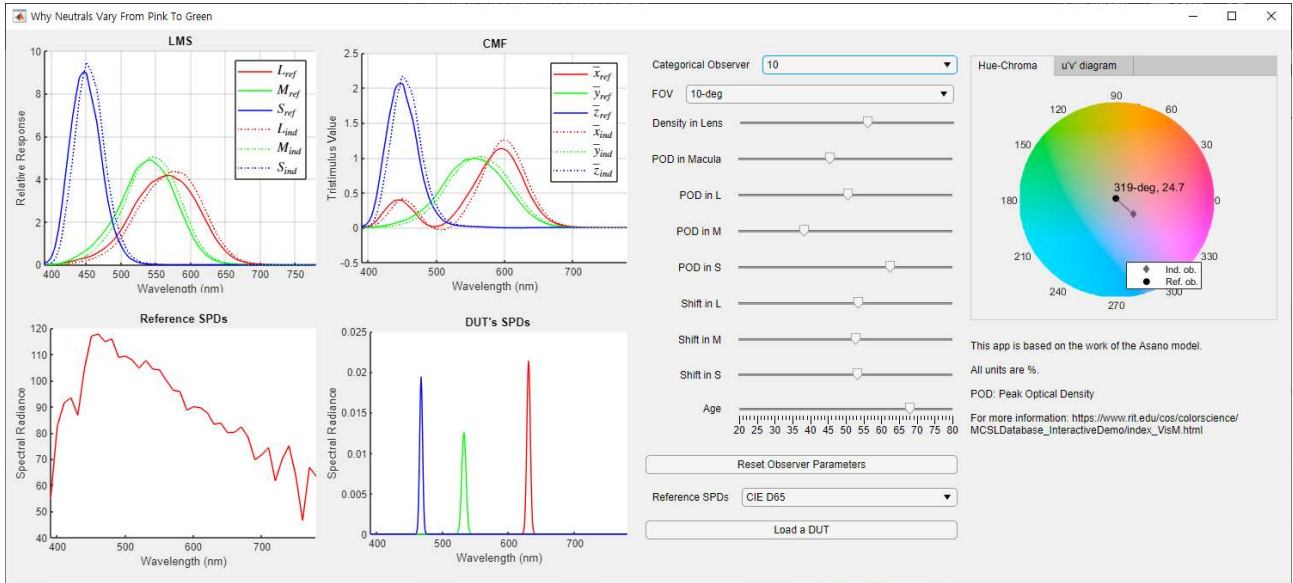 Why Neutrals Vary From Pink To Green
LMS
10
8
6
4
2
0
Relative Response
400 450 500 550 600 650 700 750
Wavelength (nm)
L_ref
M_ref
S_ref
L_ind
M_ind
S_ind
CMF
2.5
2
1.5
1
0.5
0
-0.5
Tristimulus Value
400 500 600 700
Wavelength (nm)
x̅_ref
y̅_ref
z̅_ref
x̅_ind
y̅_ind
z̅_ind
Reference SPDs
120
110
100
90
80
70
60
50
40
Spectral Radiance
400 500 600 700
Wavelength (nm)
DUT's SPDs
0.025
0.02
0.015
0.01
0.005
0
Spectral Radiance
400 500 600 700
Wavelength (nm)
Categorical Observer 10
FOV 10-deg
Density in Lens
POD in Macula
POD in L
POD in M
POD in S
Shift in L
Shift in M
Shift in S
Age
20 25 30 35 40 45 50 55 60 65 70 75 80
Reset Observer Parameters
Reference SPDs CIE D65
Load a DUT
Hue-Chroma u'v' diagram
90
120 60
150 30
319-deg, 24.7
180 0
210 330
Ind. ob.
Ref. ob.
240 300
270
This app is based on the work of the Asano model.
All units are %.
POD: Peak Optical Density
For more information: https://www.rit.edu/cos/colorscience/
MCSLDatabase_InteractiveDemo/index_VisM.html